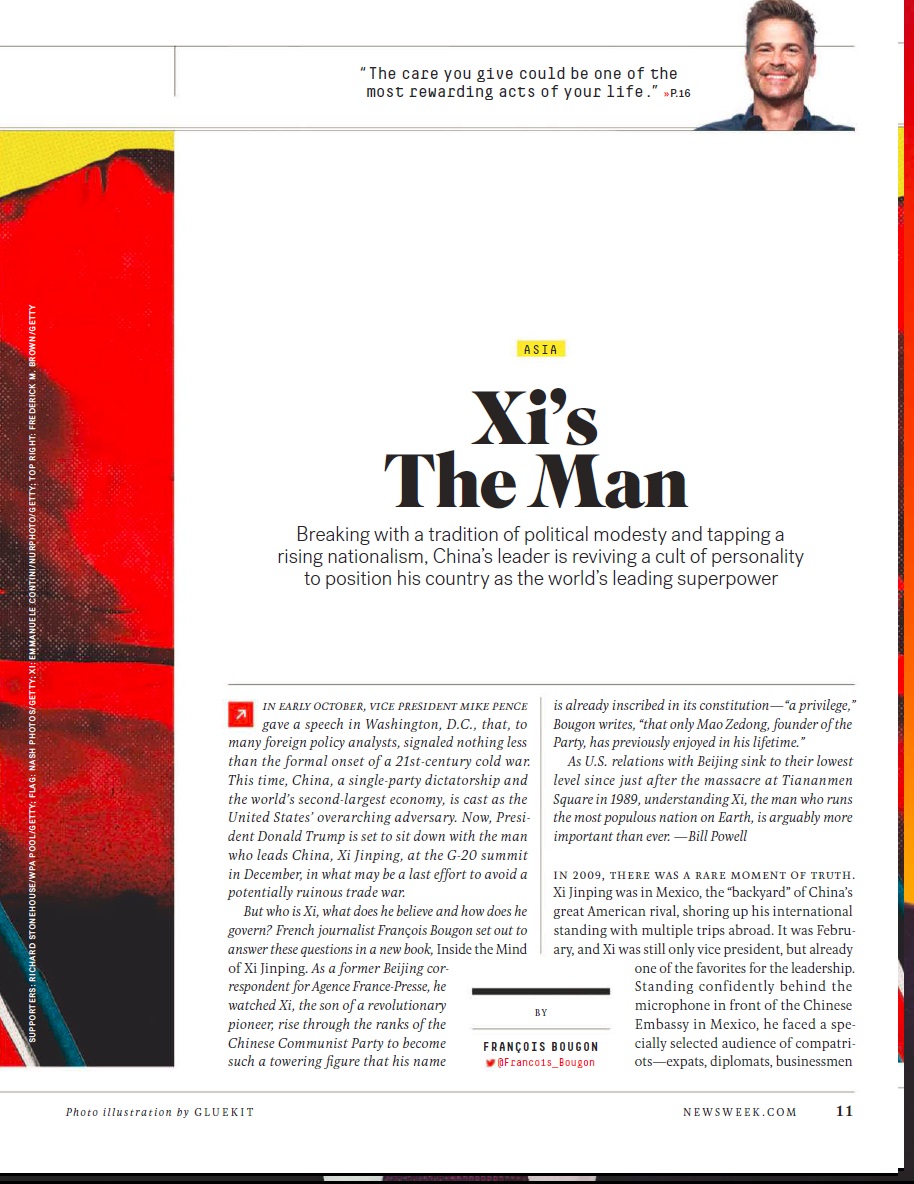 “The care you give could be one of the
most rewarding acts of your life.” »P.16
SUPPORTERS: RICHARD STONEHOUSE/WPA POOL/GETTY; FLAG: NASH PHOTOS/GETTY; XI: EMMANUELE CONTINI/NURPHOTO/GETTY; TOP RIGHT: FREDERICK M. BROWN/GETTY
ASIA
Xi’s
The Man
Breaking with a tradition of political modesty and tapping a
rising nationalism, China’s leader is reviving a cult of personality
to position his country as the world’s leading superpower
IN EARLY OCTOBER, VICE PRESIDENT MIKE PENCE
gave a speech in Washington, D.C., that, to
many foreign policy analysts, signaled nothing less
than the formal onset of a 21st-century cold war.
This time, China, a single-party dictatorship and
the world’s second-largest economy, is cast as the
United States’ overarching adversary. Now, Presi-
dent Donald Trump is set to sit down with the man
who leads China, Xi Jinping, at the G-20 summit
in December, in what may be a last effort to avoid a
potentially ruinous trade war.
But who is Xi, what does he believe and how does he
govern? French journalist François Bougon set out to
answer these questions in a new book, Inside the Mind
of Xi Jinping. As a former Beijing cor-
respondent for Agence France-Presse, he
watched Xi, the son of a revolutionary
pioneer, rise through the ranks of the
Chinese Communist Party to become
such a towering figure that his name
is already inscribed in its constitution—“a privilege,”
Bougon writes, “that only Mao Zedong, founder of the
Party, has previously enjoyed in his lifetime.”
As U.S. relations with Beijing sink to their lowest
level since just after the massacre at Tiananmen
Square in 1989, understanding Xi, the man who runs
the most populous nation on Earth, is arguably more
important than ever. —Bill Powell
IN 2009, THERE WAS A RARE MOMENT OF TRUTH.
Xi Jinping was in Mexico, the “backyard” of China’s
great American rival, shoring up his international
standing with multiple trips abroad. It was Febru-
ary, and Xi was still only vice president, but already
one of the favorites for the leadership.
Standing confidently behind the
microphone in front of the Chinese
Embassy in Mexico, he faced a spe-
cially selected audience of compatri-
ots—expats, diplomats, businessmen
BY
FRANÇOIS BOUGON
@Francois_Bougon
Photo illustration by GLUEKIT
NEWSWEEK.COM 11